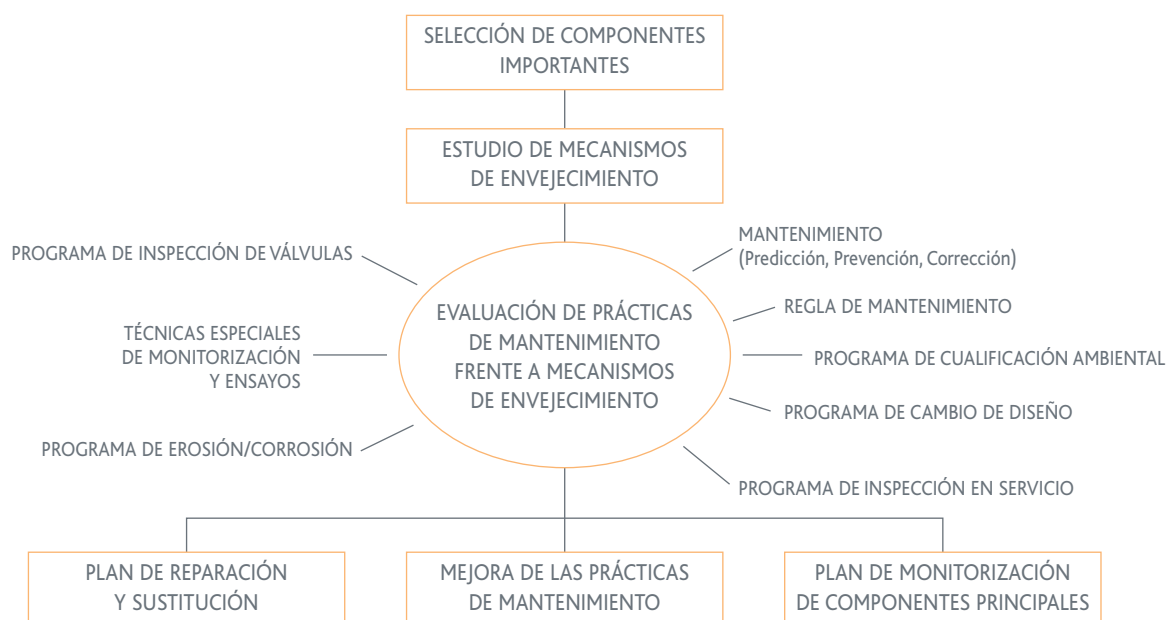 SELECCIÓN DE COMPONENTES
IMPORTANTES
ESTUDIO DE MECANISMOS
DE ENVEJECIMIENTO
PROGRAMA DE INSPECCIÓN DE VÁLVULAS
TÉCNICAS ESPECIALES
DE MONITORIZACIÓN
Y ENSAYOS
PROGRAMA DE EROSIÓN/CORROSIÓN
EVALUACIÓN DE PRÁCTICAS
DE MANTENIMIENTO
FRENTE A MECANISMOS
DE ENVEJECIMIENTO
MANTENIMIENTO
(Predicción, Prevención, Corrección)
REGLA DE MANTENIMIENTO
PROGRAMA DE CUALIFICACIÓN AMBIENTAL
PROGRAMA DE CAMBIO DE DISEÑO
PROGRAMA DE INSPECCIÓN EN SERVICIO
PLAN DE REPARACIÓN
Y SUSTITUCIÓN
MEJORA DE LAS PRÁCTICAS
DE MANTENIMIENTO
PLAN DE MONITORIZACIÓN
DE COMPONENTES PRINCIPALES